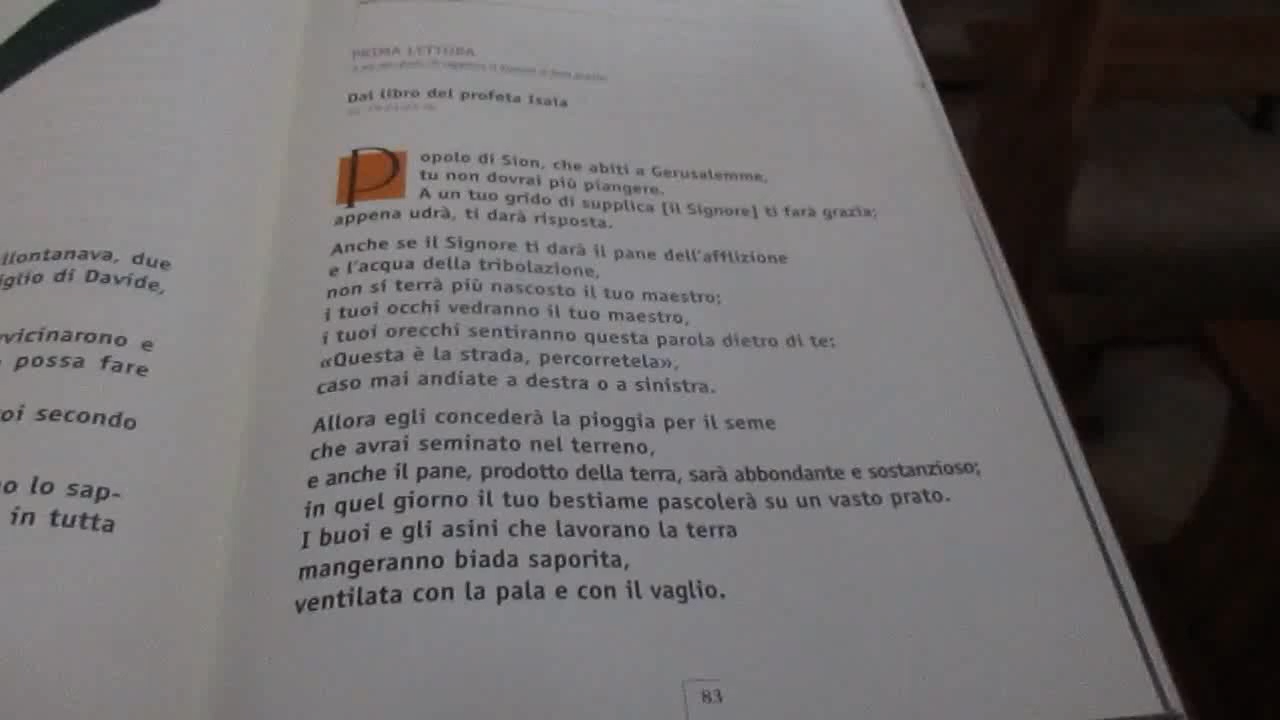 llontanava, due
iglio di Davide,
vvicinarono e
possa fare
oi secondo
o lo sap-
in tutta
PRIMA LETTURA
Dal libro del profeta Isaia
Popolo di Sion, che abiti a Gerusalemme,
tu non dovrai più piangere.
A un tuo grido di supplica [il Signore] ti farà grazia;
appena udrà, ti darà risposta.
Anche se il Signore ti darà il pane dell'afflizione
e l'acqua della tribolazione,
non si terrà più nascosto il tuo maestro;
i tuoi occhi vedranno il tuo maestro,
i tuoi orecchi sentiranno questa parola dietro di te:
«Questa è la strada, percorretela»,
caso mai andiate a destra o a sinistra.
Allora egli concederà la pioggia per il seme
che avrai seminato nel terreno,
e anche il pane, prodotto della terra, sarà abbondante e sostanzioso;
in quel giorno il tuo bestiame pascolerà su un vasto prato.
I buoi e gli asini che lavorano la terra
mangeranno biada saporita,
ventilata con la pala e con il vaglio.
83